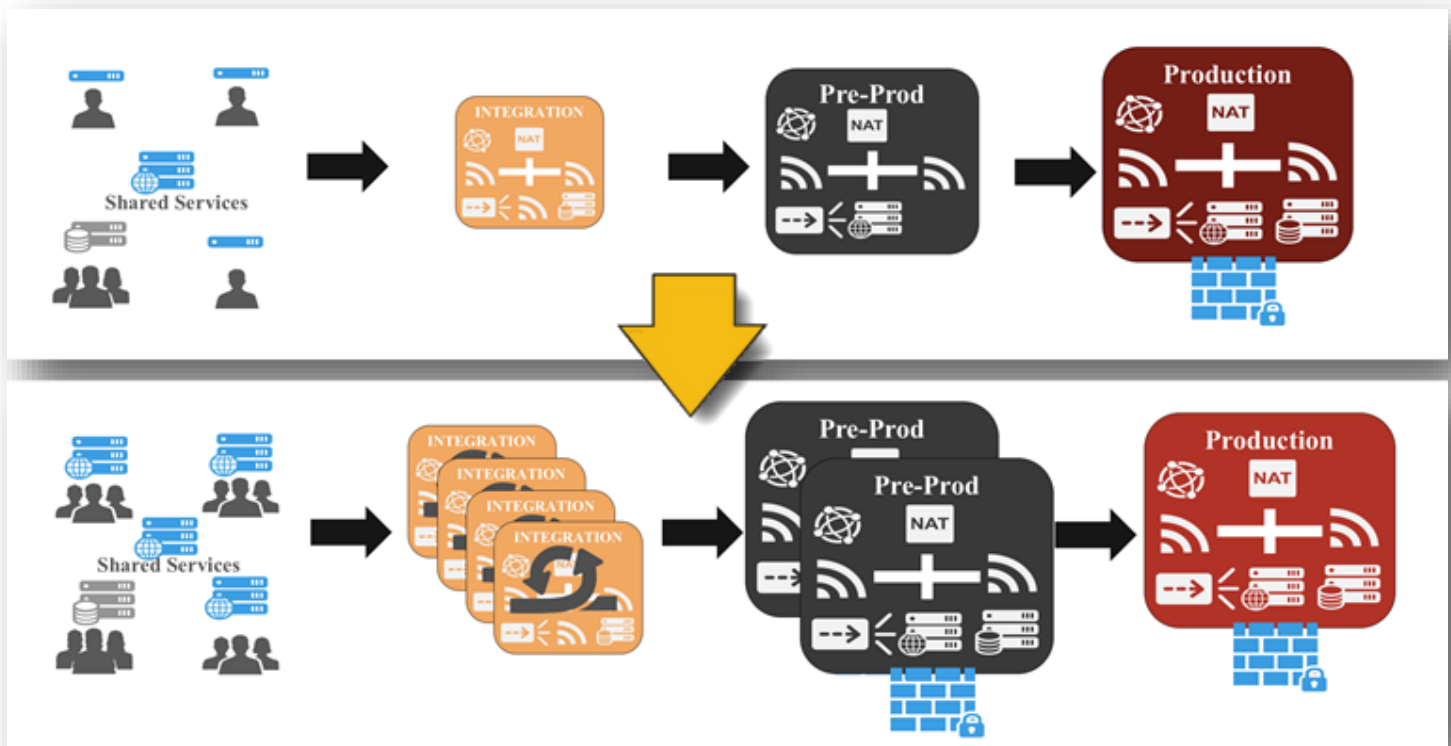 Production
Pre-Prod
NAT
INTEGRATION
NAT
NAT
Shared Services
Pre-Prod
Production
INTEGRATION
NAT
INTEGRATION
Pre-Prod
INTEGRATION
NAT
NAT
INTEGRATION
Shared Services